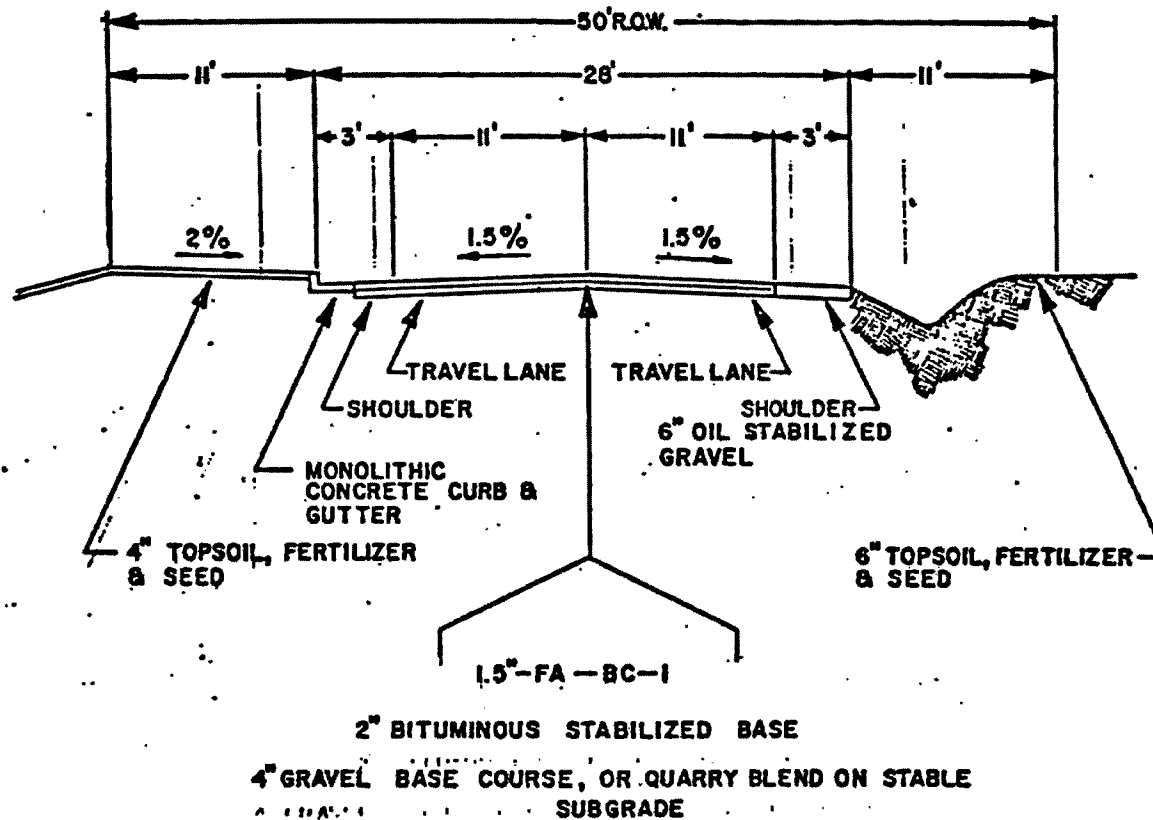 50' R.O.W.
11'
28'
11'
3'
11'
11'
3'
2%
1.5%
1.5%
TRAVEL LANE
TRAVEL LANE
SHOULDER
SHOULDER
6" OIL STABILIZED
GRAVEL
MONOLITHIC
CONCRETE CURB &
GUTTER
4" TOPSOIL, FERTILIZER
& SEED
6" TOPSOIL, FERTILIZER
& SEED
1.5"-FA-BC-1
2" BITUMINOUS STABILIZED BASE
4" GRAVEL BASE COURSE, OR QUARRY BLEND ON STABLE
SUBGRADE